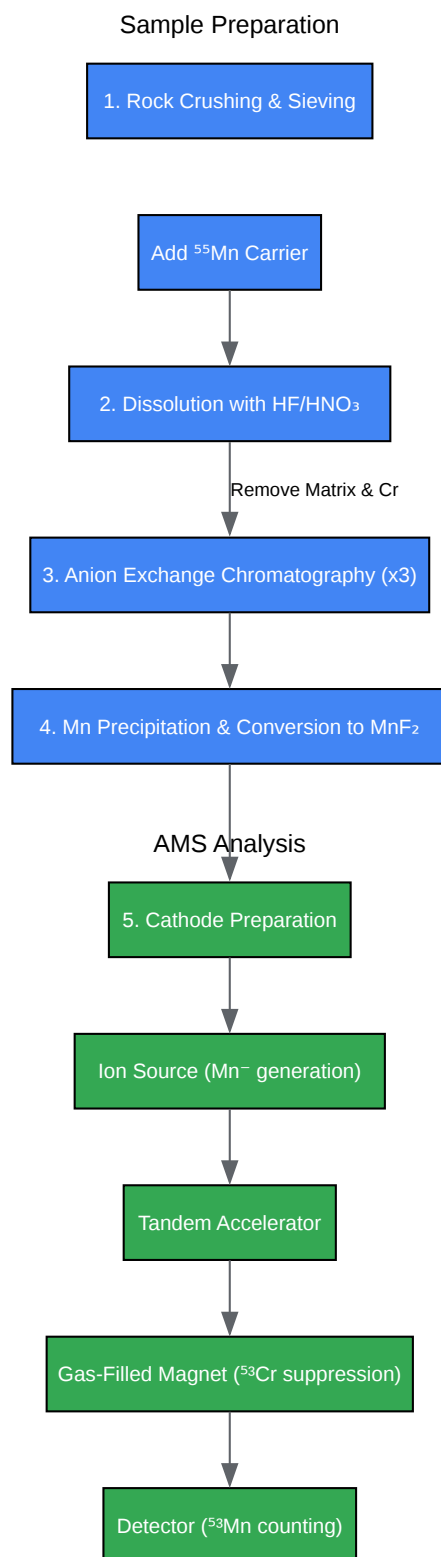 Sample Preparation
1. Rock Crushing & Sieving
Add ⁵⁵Mn Carrier
2. Dissolution with HF/HNO₃
Remove Matrix & Cr
3. Anion Exchange Chromatography (x3)
4. Mn Precipitation & Conversion to MnF₂
AMS Analysis
5. Cathode Preparation
Ion Source (Mn⁻ generation)
Tandem Accelerator
Gas-Filled Magnet (⁵³Cr suppression)
Detector (⁵³Mn counting)